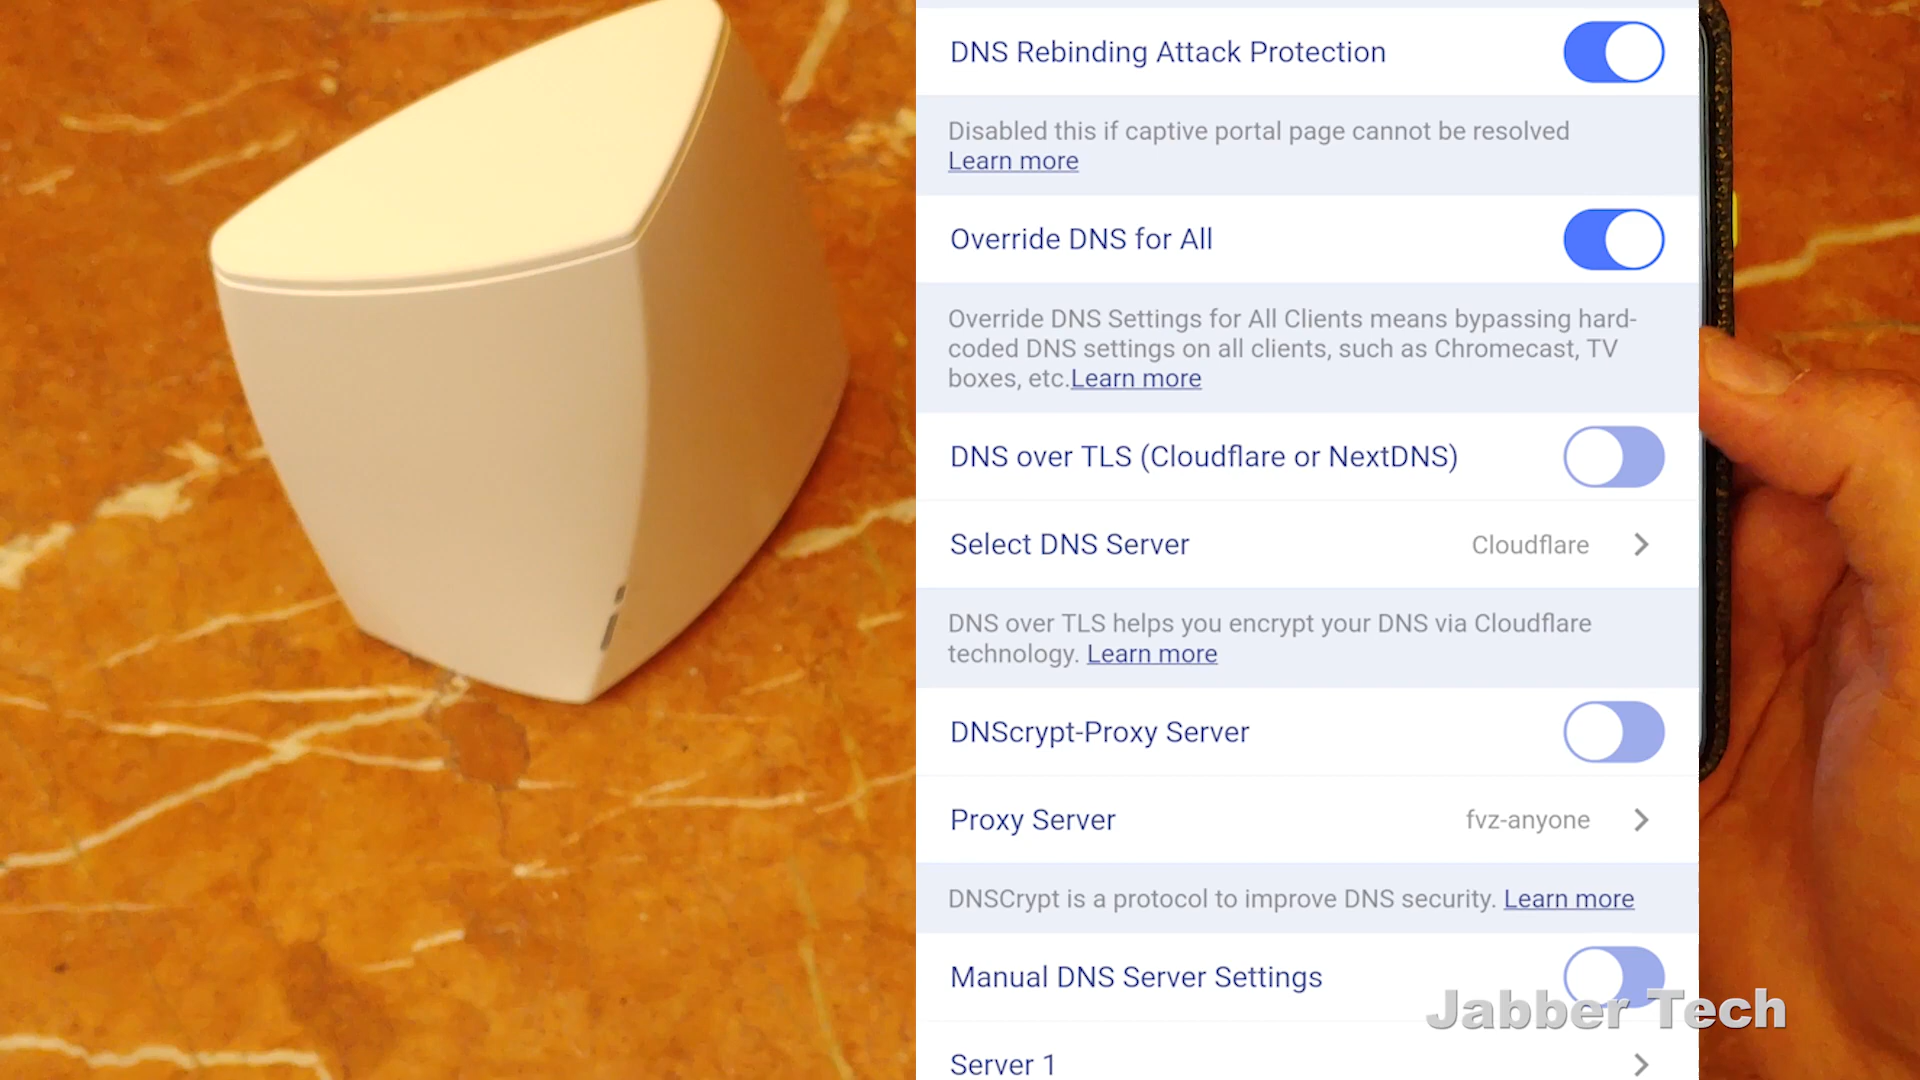 DNS Rebinding Attack Protection
Disabled this if captive portal page cannot be resolved
Learn more
Override DNS for All
Override DNS Settings for All Clients means bypassing hard-
coded DNS settings on all clients, such as Chromecast, TV
boxes, etc.Learn more
DNS over TLS (Cloudflare or NextDNS)
Select DNS Server Cloudflare
DNS over TLS helps you encrypt your DNS via Cloudflare
technology. Learn more
DNScrypt-Proxy Server
Proxy Server fvz-anyone
DNSCrypt is a protocol to improve DNS security. Learn more
Manual DNS Server Settings
Jabber Tech
Server 1